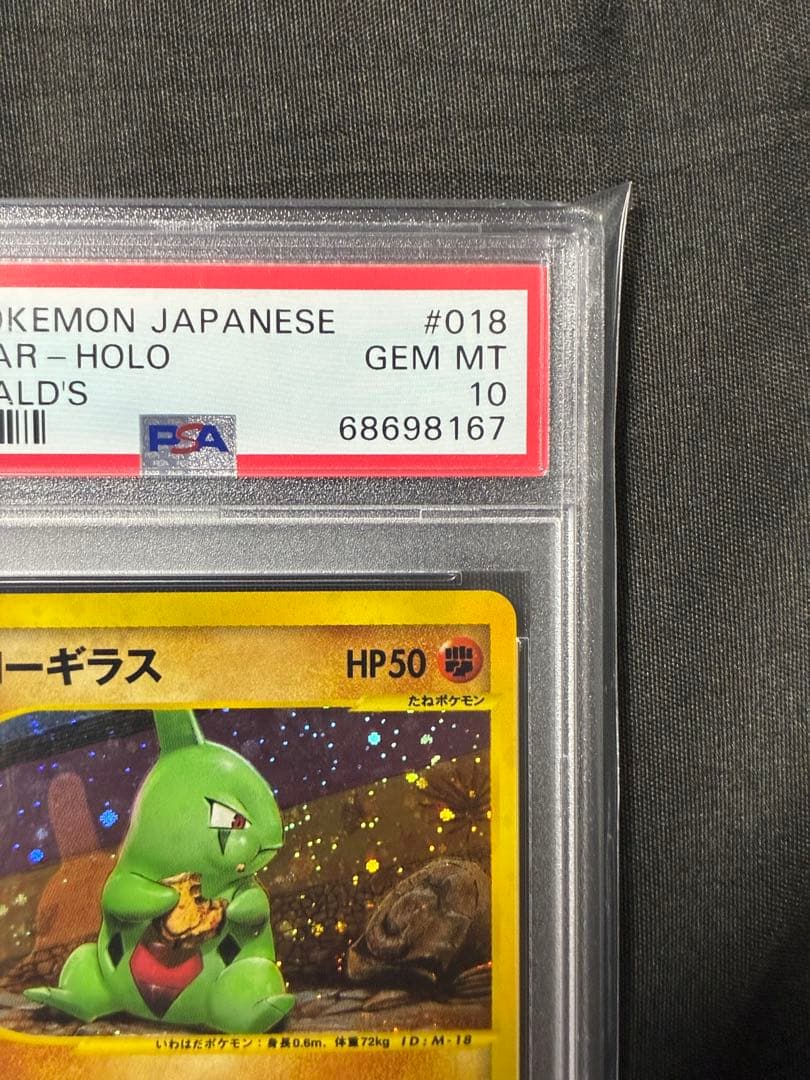 OKEMON JAPANESE #018
AR-HOLO GEM MT
ALD'S 10
PSA 68698167
ーギラス HP50
たねポケモン
いわはだポケモン：身長0.6m、体重72kg ID:M-18